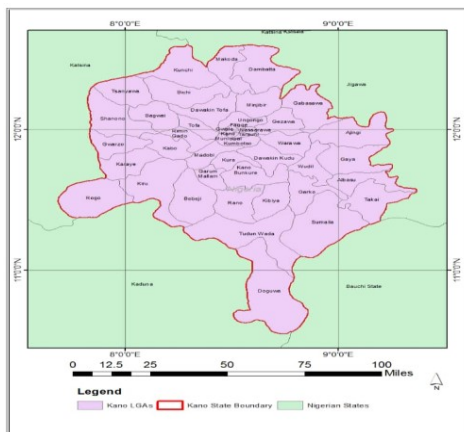 8°0'0"E 9°0'0"E
Katsina
Makoda
Dambatta
Kunchi
Tsanyawa
Bichi
Jigawa
Gabasawa
12°0'0"N 12°0'0"N
Dawakin Tofa
Shanono
Bagwai
Ungongo
Gezawa
Tofa
Rimin Gado
Ajingi
Gwarzo
Kabo
Kumbotso
Warawa
Madobi
Kura
Dawakin Kudu
Gaya
Karaye
Garun Mallam
Kano
Bunkure
Wudil
Albasu
Rogo
Kiru
Bebeji
Rano
Kibiya
Garko
Takai
Sumaila
Tudun Wada
11°0'0"N 11°0'0"N
Kaduna
Doguwa
Bauchi State
8°0'0"E 9°0'0"E
0 12.5 25 50 75 100
Miles
N
Legend
Kano LGAs Kano State Boundary Nigerian States